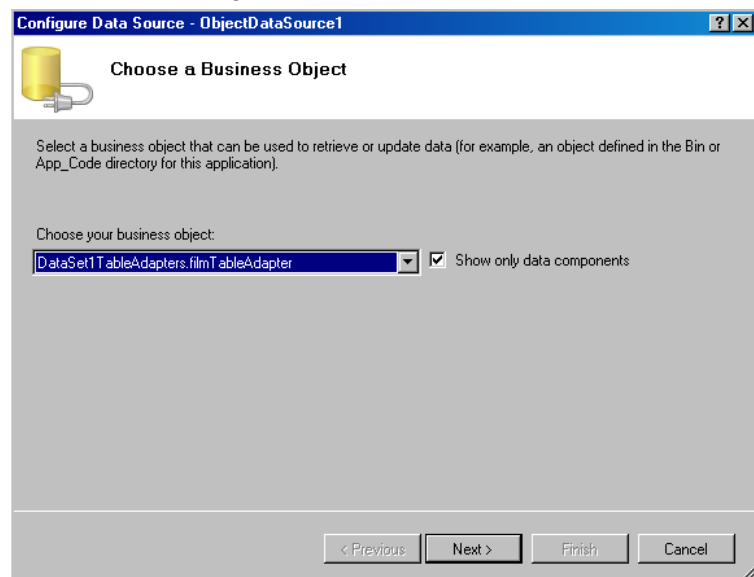 Configure Data Source - ObjectDataSource1
Choose a Business Object
Select a business object that can be used to retrieve or update data (for example, an object defined in the Bin or
App_Code directory for this application).
Choose your business object:
DataSet1TableAdapters.filmTableAdapter
Show only data components
< Previous
Next >
Finish
Cancel